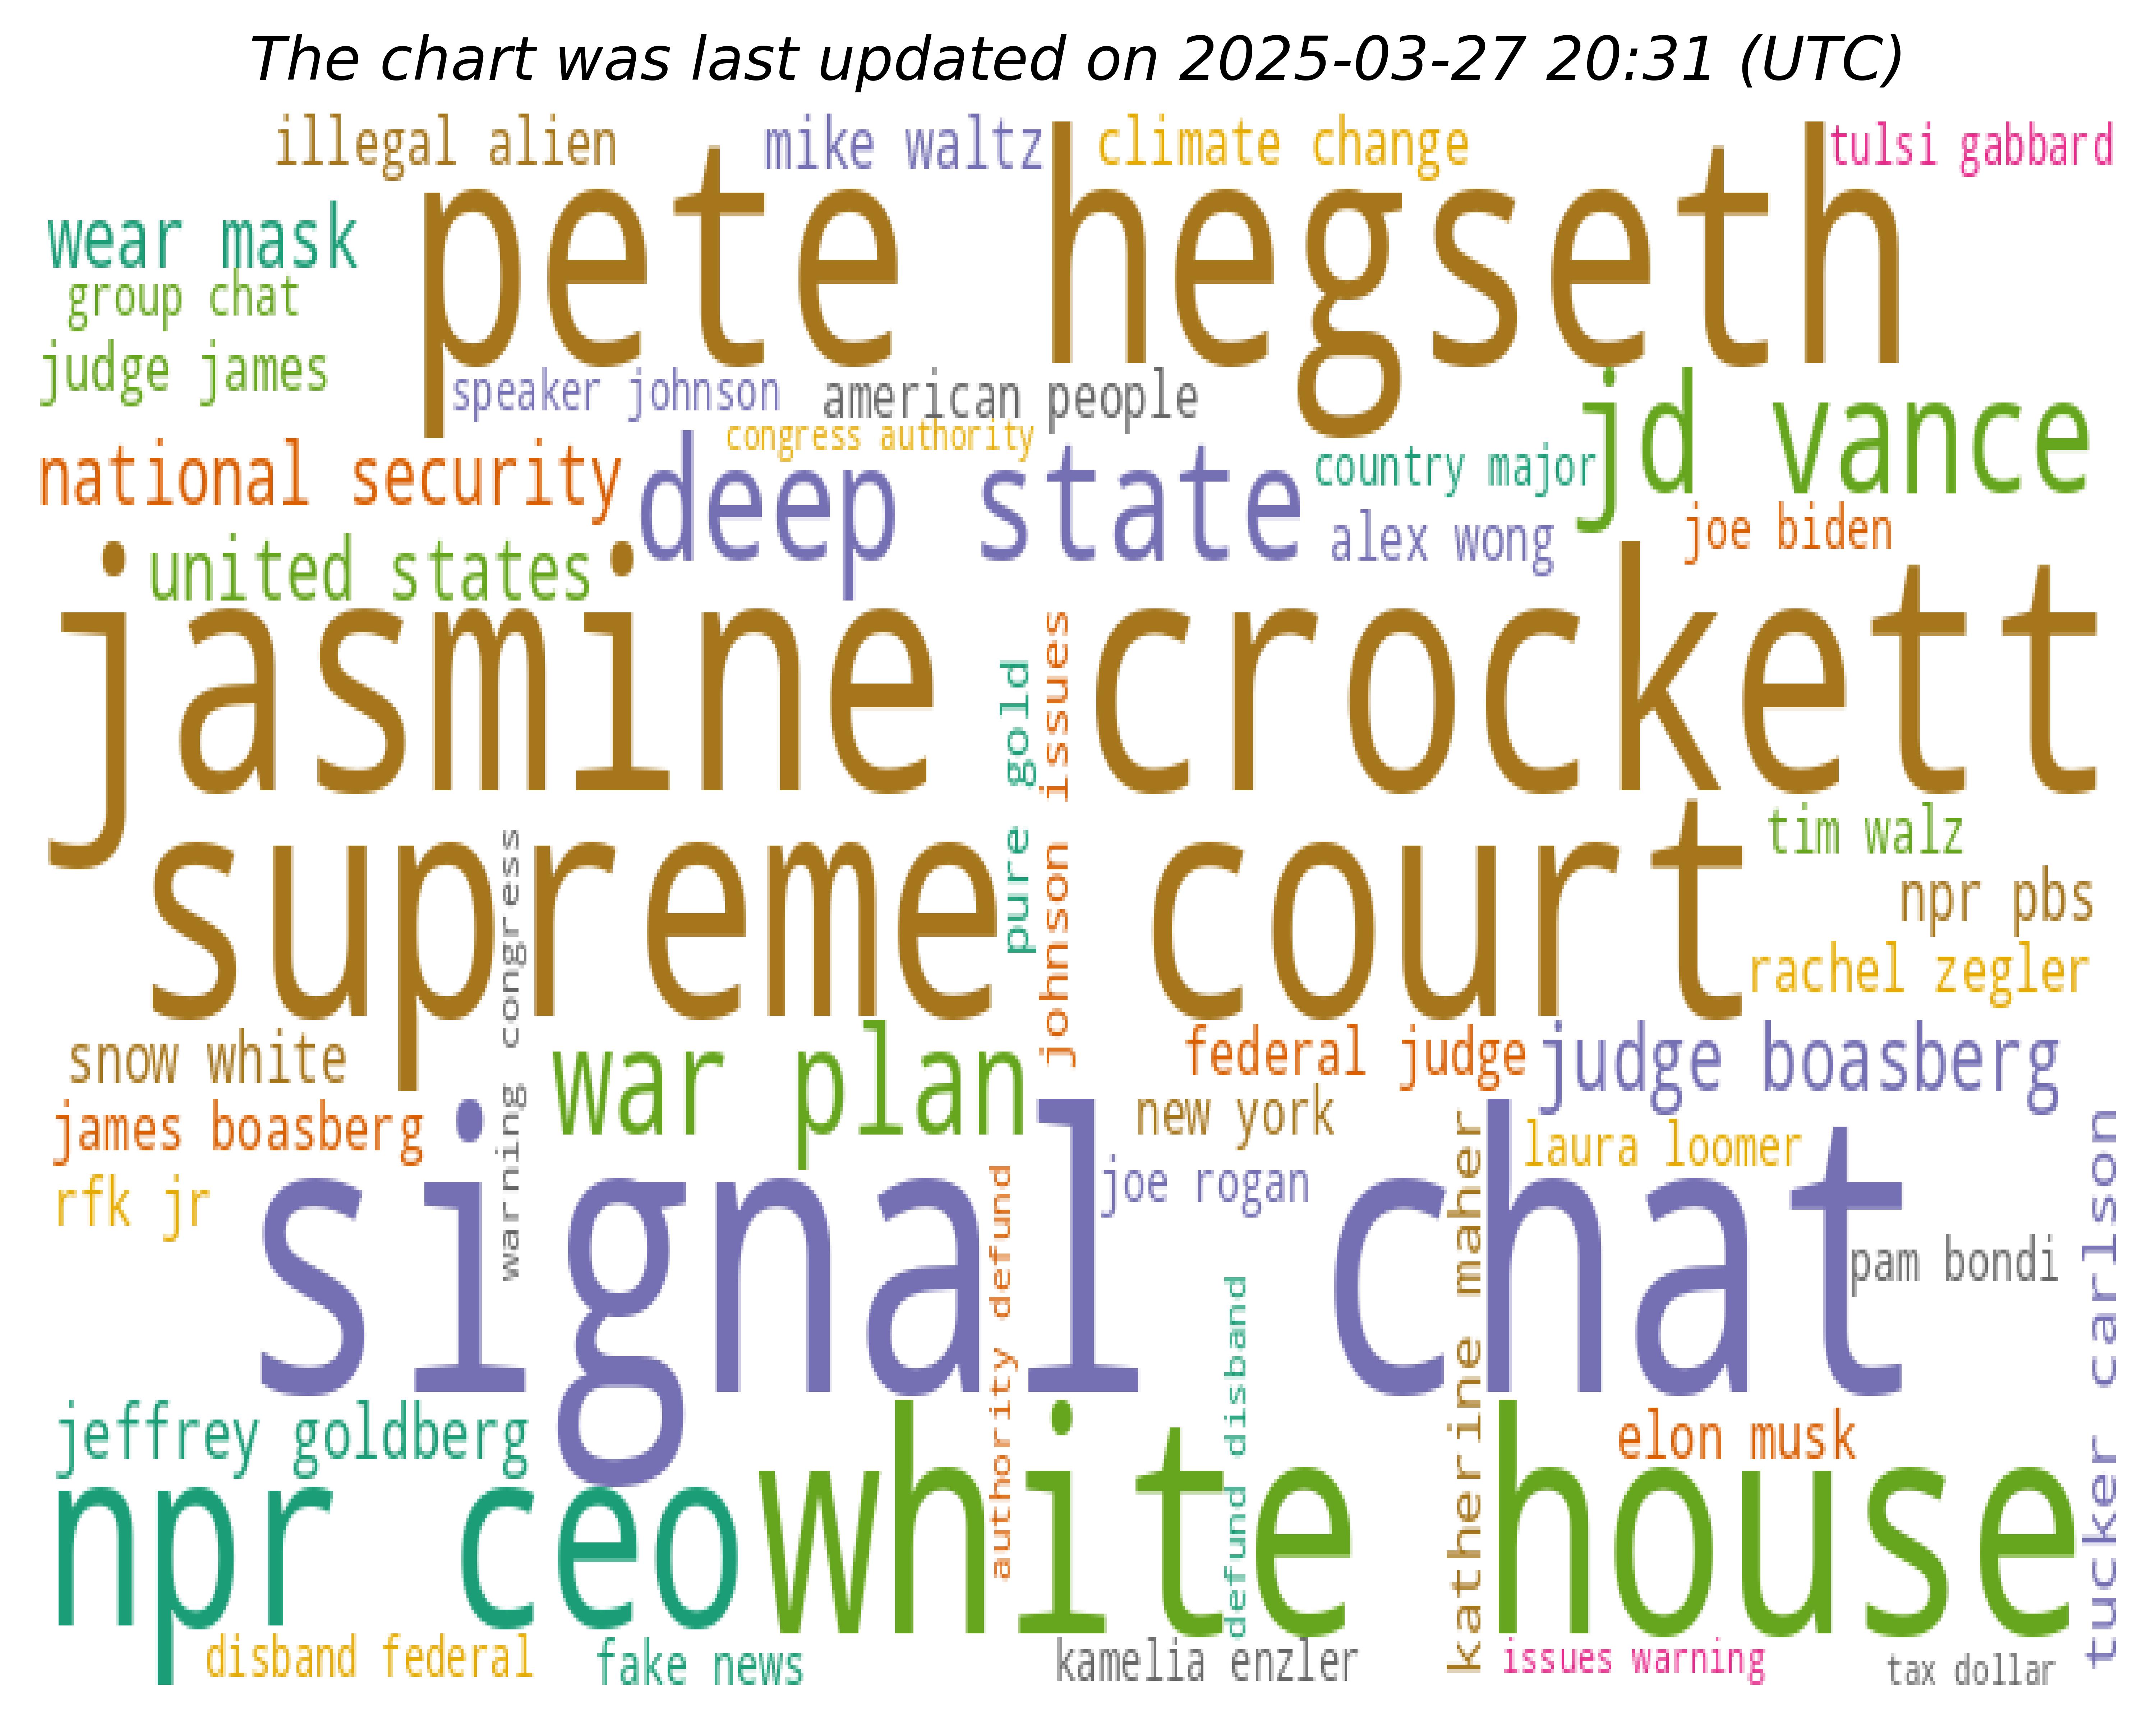 The chart was last updated on 2025-03-27 20:31 (UTC)
illegal alien
mike waltz
climate change
tulsi gabbard
pete hegseth
wear mask
group chat
judge james
speaker johnson
american people
jd vance
congress authority
national security
deep state
country major
alex wong
joe biden
united states
jasmine crockett
pure gold
johnson issues
supreme court
tim walz
npr pbs
rachel zegler
warning congress
snow white
war plan
federal judge
judge boasberg
james boasberg
new york
laura loomer
rfk jr
signal chat
joe rogan
pam bondi
authority defund
defund disband
katherine maher
tucker carlson
jeffrey goldberg
elon musk
npr ceo
white house
disband federal
fake news
kamelia enzler
issues warning
tax dollar